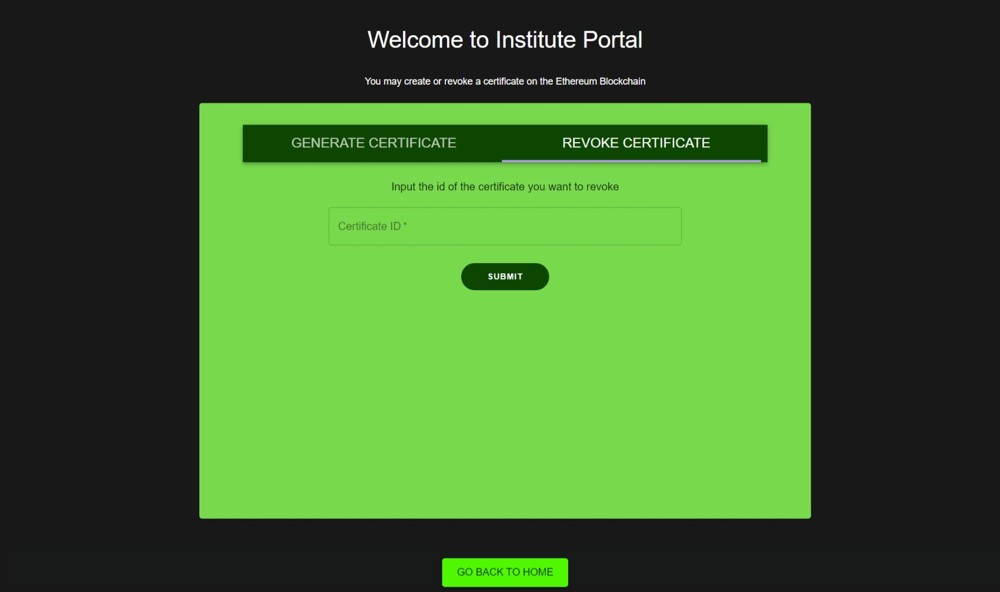 Welcome to Institute Portal
You may create or revoke a certificate on the Ethereum Blockchain
GENERATE CERTIFICATE REVOKE CERTIFICATE
Input the id of the certificate you want to revoke
Certificate ID *
SUBMIT
GO BACK TO HOME